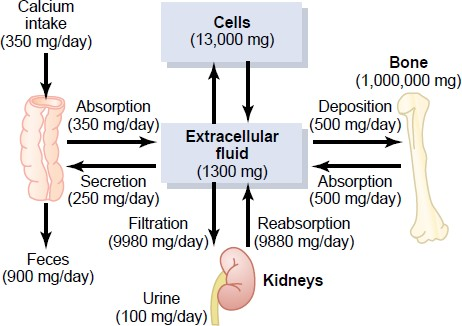 Calcium
intake
(350 mg/day)
Cells
(13,000 mg)
Bone
(1,000,000 mg)
Absorption
(350 mg/day)
Extracellular
fluid
(1300 mg)
Deposition
(500 mg/day)
Secretion
(250 mg/day)
Absorption
(500 mg/day)
Filtration
(9980 mg/day)
Reabsorption
(9880 mg/day)
Feces
(900 mg/day)
Kidneys
Urine
(100 mg/day)